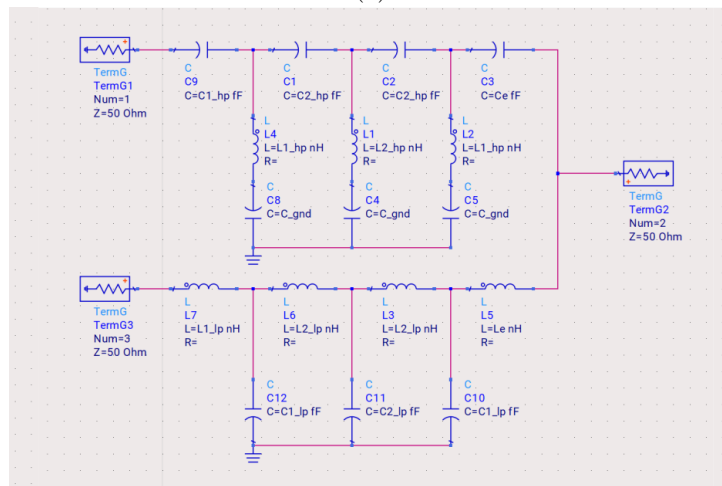 TermG
TermG1
Num=1
Z=50 Ohm
C
C9
C=C1_hp fF
C
C1
C=C2_hp fF
C
C2
C=C2_hp fF
C
C3
C=Ce fF
L
L4
L=L1_hp nH
R=
L
L1
L=L2_hp nH
R=
L
L2
L=L1_hp nH
R=
C
C8
C=C_gnd
C
C4
C=C_gnd
C
C5
C=C_gnd
TermG
TermG2
Num=2
Z=50 Ohm
TermG
TermG3
Num=3
Z=50 Ohm
L
L7
L=L1_lp nH
R=
L
L6
L=L2_lp nH
R=
L
L3
L=L2_lp nH
R=
L
L5
L=Le nH
R=
C
C12
C=C1_lp fF
C
C11
C=C2_lp fF
C
C10
C=C1_lp fF